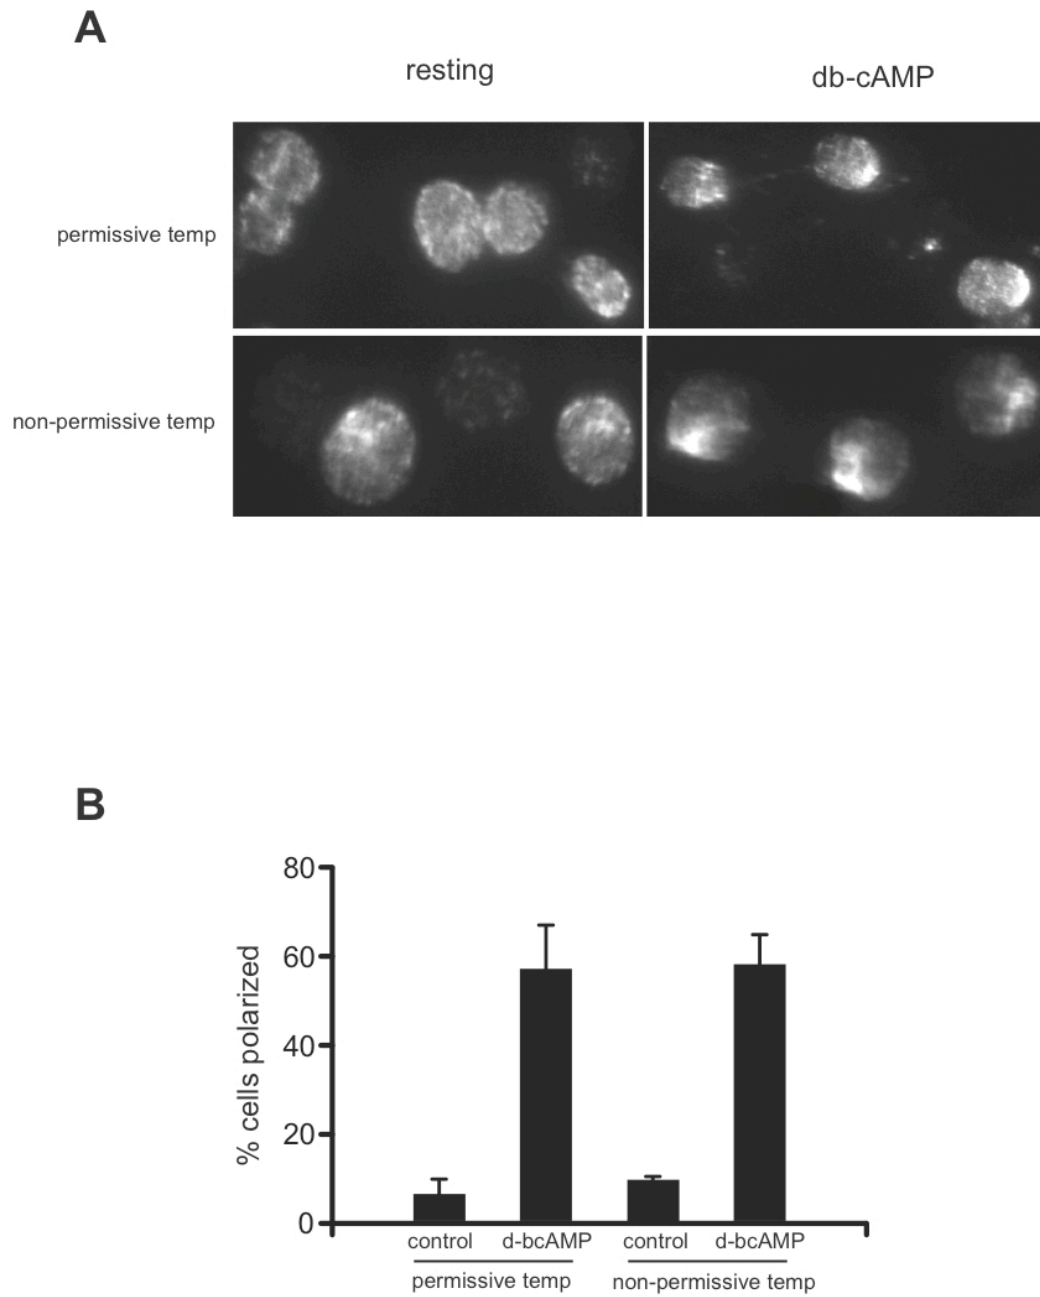 A
resting
db-cAMP
permissive temp
non-permissive temp
B
80
60
40
20
0
% cells polarized
control
d-bcAMP
control
d-bcAMP
permissive temp
non-permissive temp